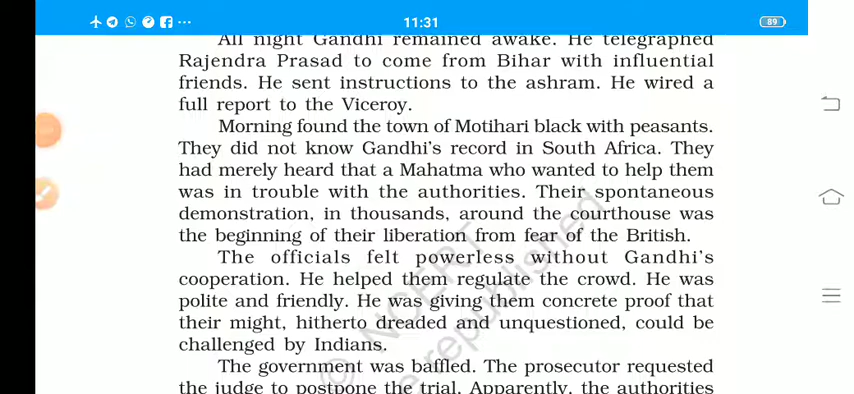 11:31
89
All night Gandhi remained awake. He telegraphed
Rajendra Prasad to come from Bihar with influential
friends. He sent instructions to the ashram. He wired a
full report to the Viceroy.
Morning found the town of Motihari black with peasants.
They did not know Gandhi's record in South Africa. They
had merely heard that a Mahatma who wanted to help them
was in trouble with the authorities. Their spontaneous
demonstration, in thousands, around the courthouse was
the beginning of their liberation from fear of the British.
The officials felt powerless without Gandhi's
cooperation. He helped them regulate the crowd. He was
polite and friendly. He was giving them concrete proof that
their might, hitherto dreaded and unquestioned, could be
challenged by Indians.
The government was baffled. The prosecutor requested
the judge to postpone the trial. Apparently, the authorities
© NCERT
e republished